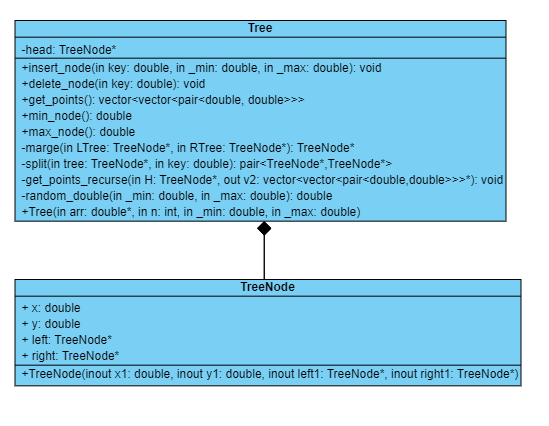 Tree
-head: TreeNode*
+insert_node(in key: double, in _min: double, in _max: double): void
+delete_node(in key: double): void
+get_points(): vector<vector<pair<double, double>>>
+min_node(): double
+max_node(): double
-marge(in LTree: TreeNode*, in RTree: TreeNode*): TreeNode*
-split(in tree: TreeNode*, in key: double): pair<TreeNode*,TreeNode*>
-get_points_recurse(in H: TreeNode*, out v2: vector<vector<pair<double,double>>>*): void
-random_double(in _min: double, in _max: double): double
+Tree(in arr: double*, in n: int, in _min: double, in _max: double)
TreeNode
+ x: double
+ y: double
+ left: TreeNode*
+ right: TreeNode*
+TreeNode(inout x1: double, inout y1: double, inout left1: TreeNode*, inout right1: TreeNode*)